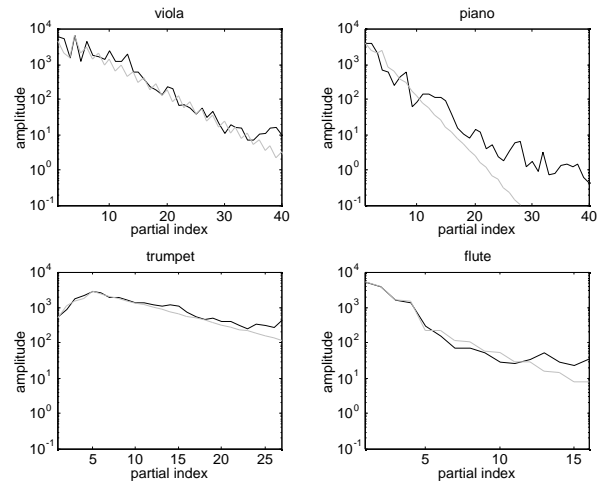 viola
10^4
10^3
10^2
10^1
10^0
10^-1
amplitude
10 20 30 40
partial index
piano
10^4
10^3
10^2
10^1
10^0
10^-1
amplitude
10 20 30 40
partial index
trumpet
10^4
10^3
10^2
10^1
10^0
10^-1
amplitude
5 10 15 20 25
partial index
flute
10^4
10^3
10^2
10^1
10^0
10^-1
amplitude
5 10 15
partial index